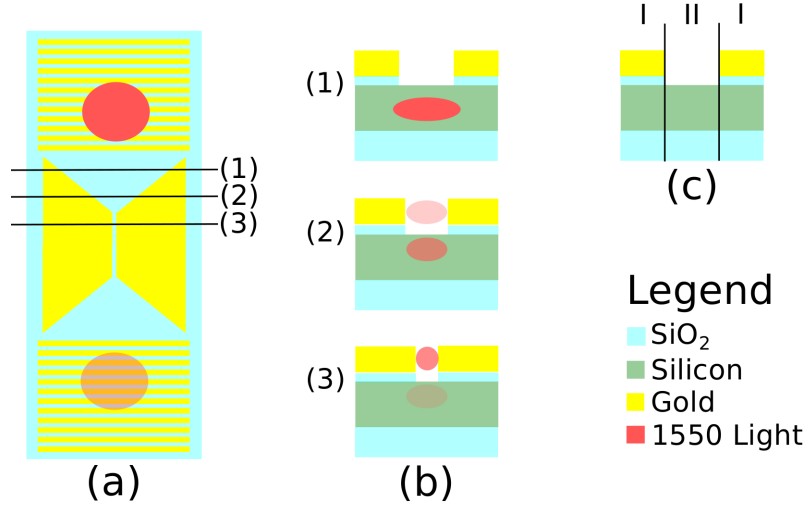 (1)
(2)
(3)
(a)
(1)
(2)
(3)
(b)
I II I
(c)
Legend
SiO₂
Silicon
Gold
1550 Light